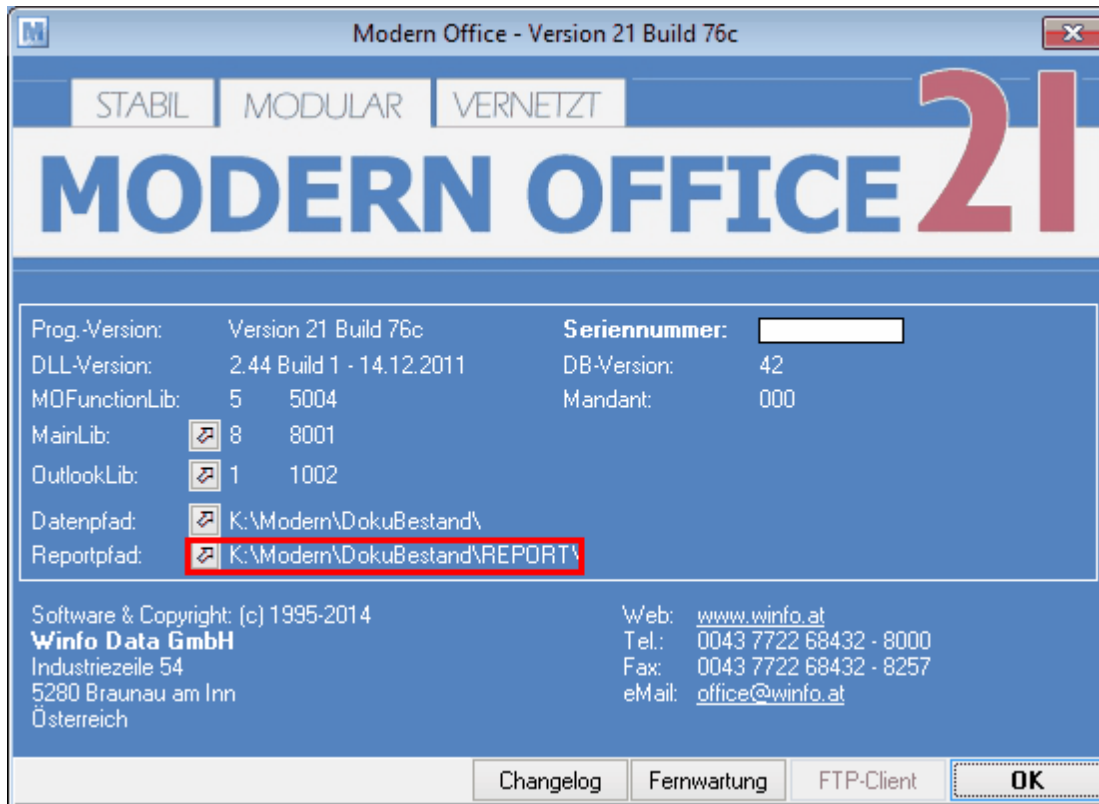 Modern Office - Version 21 Build 76c
STABIL MODULAR VERNETZT
MODERN OFFICE 21
Prog.-Version: Version 21 Build 76c Seriennummer:
DLL-Version: 2.44 Build 1 - 14.12.2011 DB-Version: 42
MOFunctionLib: 5 5004 Mandant: 000
MainLib: 8 8001
OutlookLib: 1 1002
Datenpfad: K:\Modern\DokuBestand\
Reportpfad: K:\Modern\DokuBestand\REPORT\
Software & Copyright: (c) 1995-2014 Web: www.winfo.at
Winfo Data GmbH Tel.: 0043 7722 68432 - 8000
Industriezeile 54 Fax: 0043 7722 68432 - 8257
5280 Braunau am Inn eMail: office@winfo.at
Österreich
Changelog Fernwartung FTP-Client OK